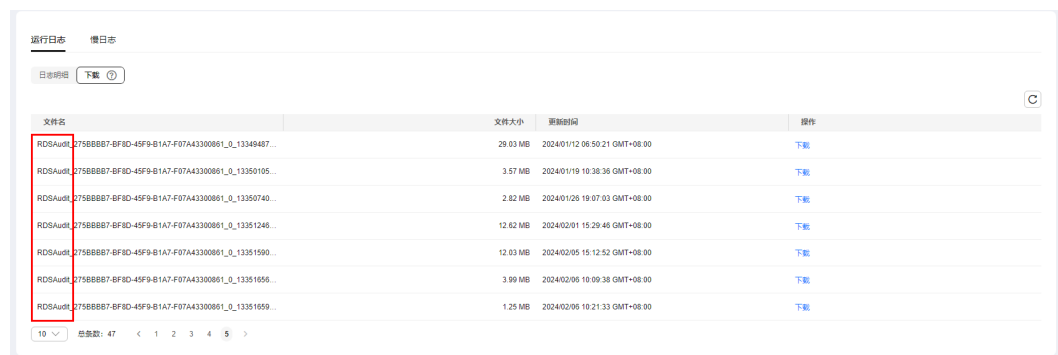 运行日志 慢日志
日志明细 下载
文件名 文件大小 更新时间 操作
RDSAudit_275BBBB7-BF8D-45F9-B1A7-F07A43300861_0_13349487... 29.03 MB 2024/01/12 06:50:21 GMT+08:00 下载
RDSAudit_275BBBB7-BF8D-45F9-B1A7-F07A43300861_0_13350105... 3.57 MB 2024/01/19 10:38:36 GMT+08:00 下载
RDSAudit_275BBBB7-BF8D-45F9-B1A7-F07A43300861_0_13350740... 2.82 MB 2024/01/26 19:07:03 GMT+08:00 下载
RDSAudit_275BBBB7-BF8D-45F9-B1A7-F07A43300861_0_13351246... 12.62 MB 2024/02/01 15:29:46 GMT+08:00 下载
RDSAudit_275BBBB7-BF8D-45F9-B1A7-F07A43300861_0_13351590... 12.03 MB 2024/02/05 15:12:52 GMT+08:00 下载
RDSAudit_275BBBB7-BF8D-45F9-B1A7-F07A43300861_0_13351656... 3.99 MB 2024/02/06 10:09:38 GMT+08:00 下载
RDSAudit_275BBBB7-BF8D-45F9-B1A7-F07A43300861_0_13351659... 1.25 MB 2024/02/06 10:21:33 GMT+08:00 下载
10 总条数: 47 < 1 2 3 4 5 >